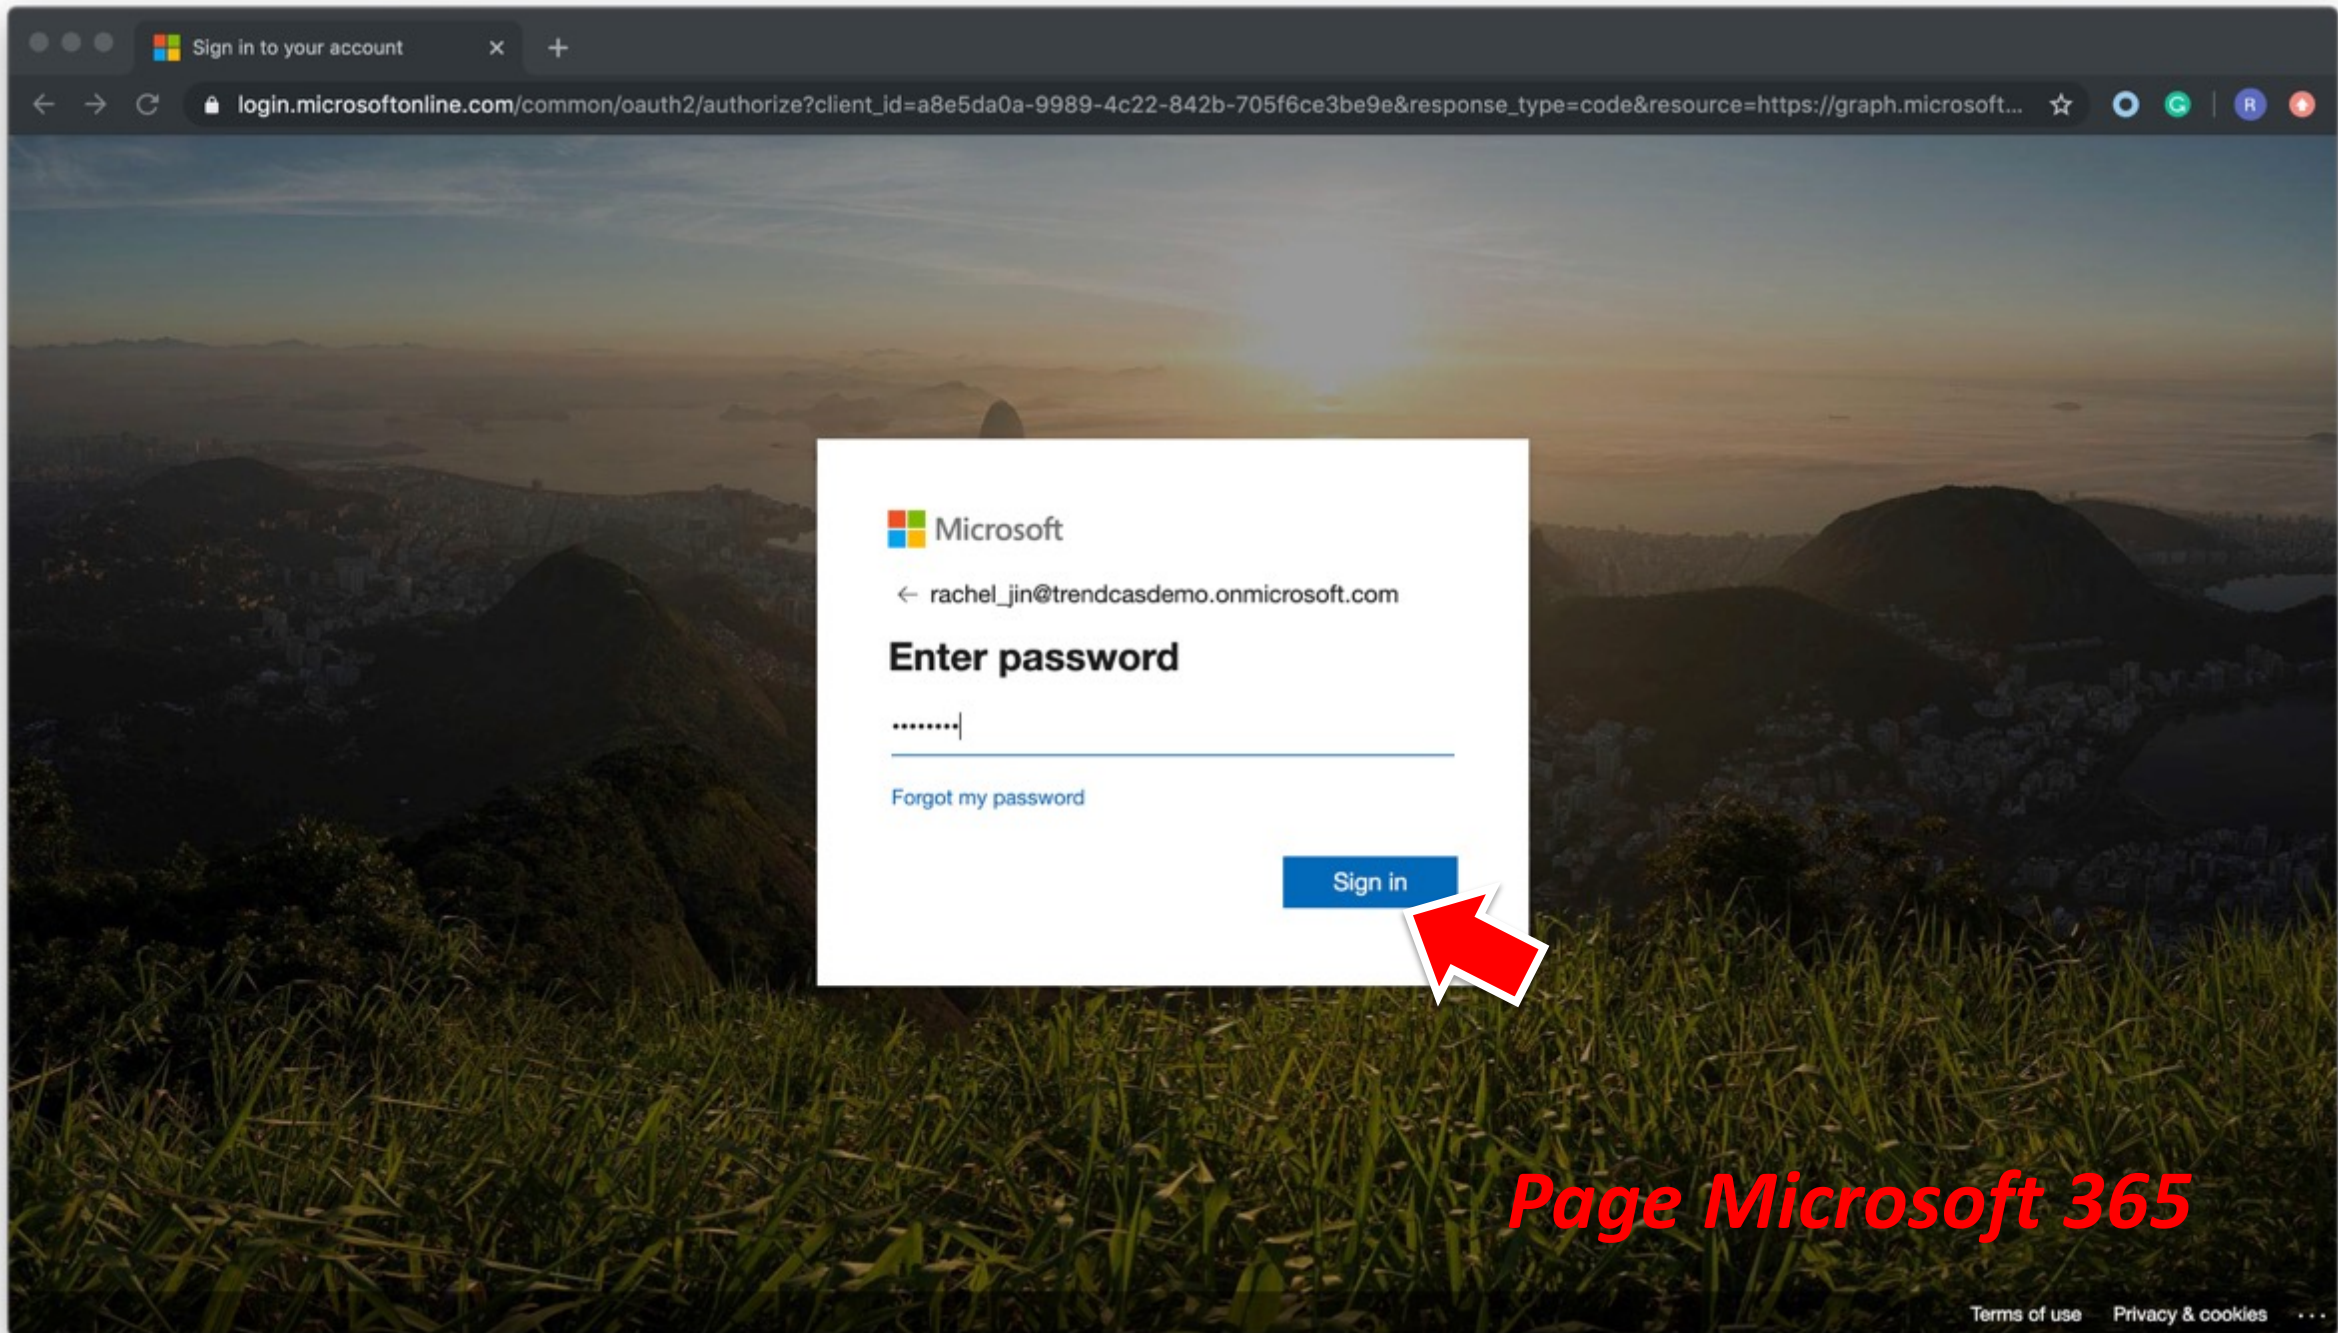 Sign in to your account
login.microsoftonline.com/common/oauth2/authorize?client_id=a8e5da0a-9989-4c22-842b-705f6ce3be9e&response_type=code&resource=https://graph.microsoft...
G
R
Microsoft
← rachel_jin@trendcasdemo.onmicrosoft.com
Enter password
••••••••
Forgot my password
Sign in
Page Microsoft 365
Terms of use Privacy & cookies ...